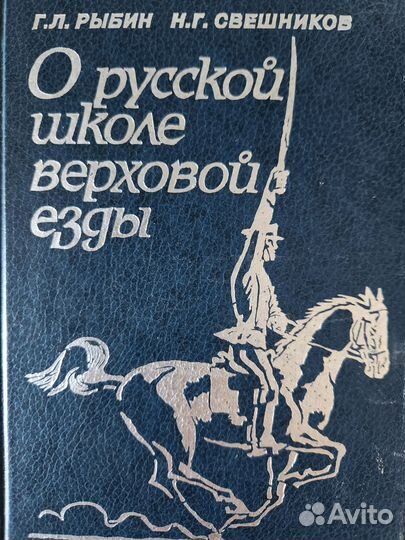 Г.Л. РЫБИН Н.Г. СВЕШНИКОВ
О русской
школе
верховой
езды
Avito